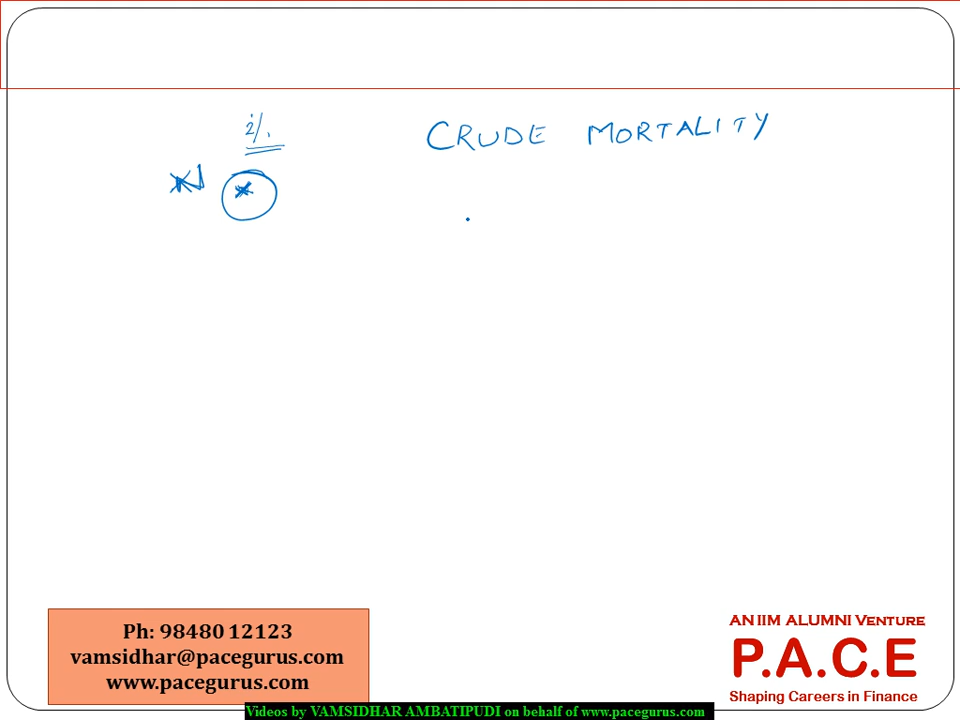 CRUDE MORTALITY
Ph: 98480 12123
vamsidhar@pacegurus.com
www.pacegurus.com
AN IIM ALUMNI VENTURE
P.A.C.E
Shaping Careers in Finance
Videos by VAMSIDHAR AMBATIPUDI on behalf of www.pacegurus.com